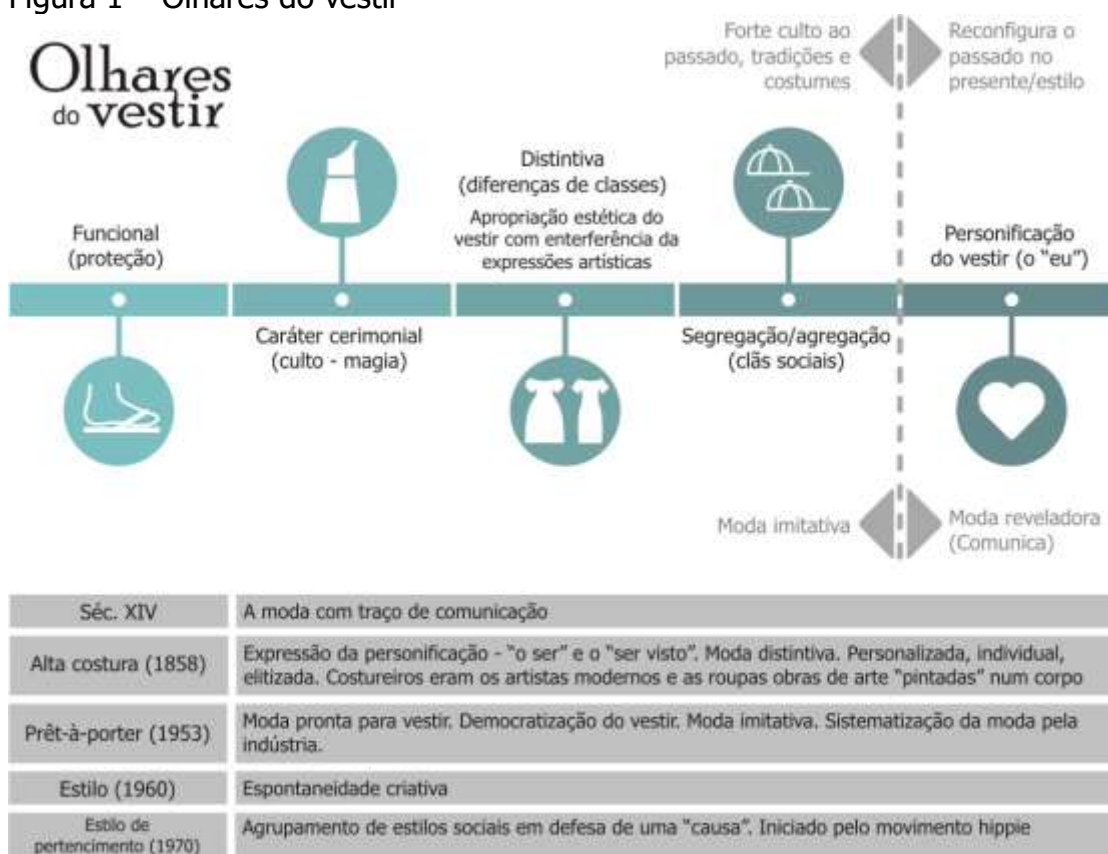 Figura 1 – Olhares do vestir
Olhares
do vestir
Forte culto ao
passado, tradições e
costumes
Reconfigura o
passado no
presente/estilo
Funcional
(proteção)
Caráter cerimonial
(culto - magia)
Distintiva
(diferenças de classes)
Apropriação estética do
vestir com enterferência da
expressões artísticas
Segregação/agregação
(clãs sociais)
Personificação
do vestir (o “eu”)
Moda imitativa
Moda reveladora
(Comunica)
Séc. XIV
A moda com traço de comunicação
Alta costura (1858)
Expressão da personificação - “o ser” e o “ser visto”. Moda distintiva. Personalizada, individual,
elitizada. Costureiros eram os artistas modernos e as roupas obras de arte “pintadas” num corpo
Prêt-à-porter (1953)
Moda pronta para vestir. Democratização do vestir. Moda imitativa. Sistematização da moda pela
indústria.
Estilo (1960)
Espontaneidade criativa
Estilo de
pertencimento (1970)
Agrupamento de estilos sociais em defesa de uma “causa”. Iniciado pelo movimento hippie